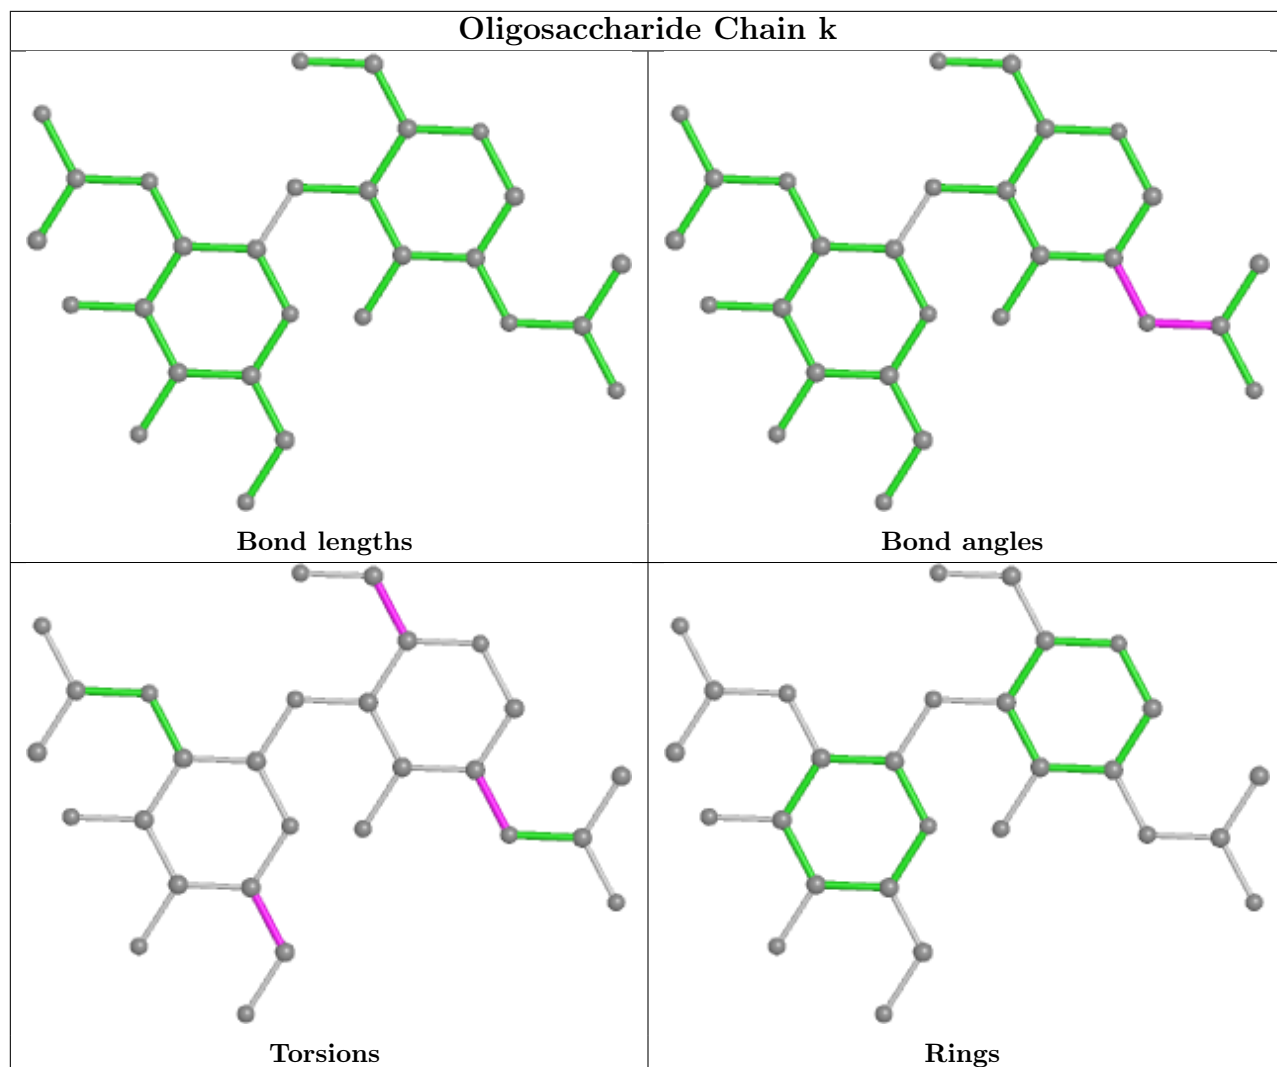 Oligosaccharide Chain k
Bond lengths
Bond angles
Torsions
Rings